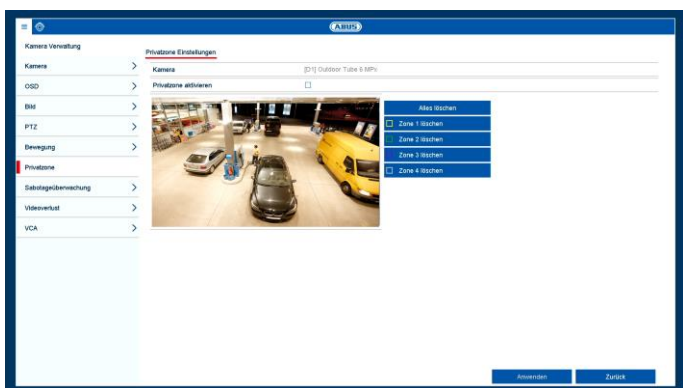 ABUS
Kamera Verwaltung
Privatzone Einstellungen
Kamera
Kamera
[D1] Outdoor Tube 6 MPx
OSD
Privatzone aktivieren
Bild
Alles löschen
Zone 1 löschen
PTZ
Zone 2 löschen
Bewegung
Zone 3 löschen
Privatzone
Zone 4 löschen
Sabotageüberwachung
Videoverlust
VCA
Anwenden
Zurück